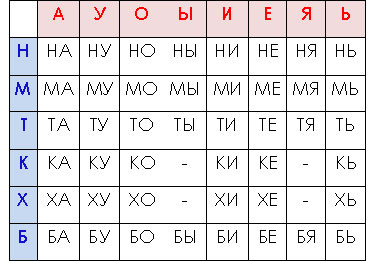 А У О Ы И Е Я Ь
Н НА НУ НО НЫ НИ НЕ НЯ НЬ
М МА МУ МО МЫ МИ МЕ МЯ МЬ
Т ТА ТУ ТО ТЫ ТИ ТЕ ТЯ ТЬ
К КА КУ КО - КИ КЕ - КЬ
Х ХА ХУ ХО - ХИ ХЕ - ХЬ
Б БА БУ БО БЫ БИ БЕ БЯ БЬ